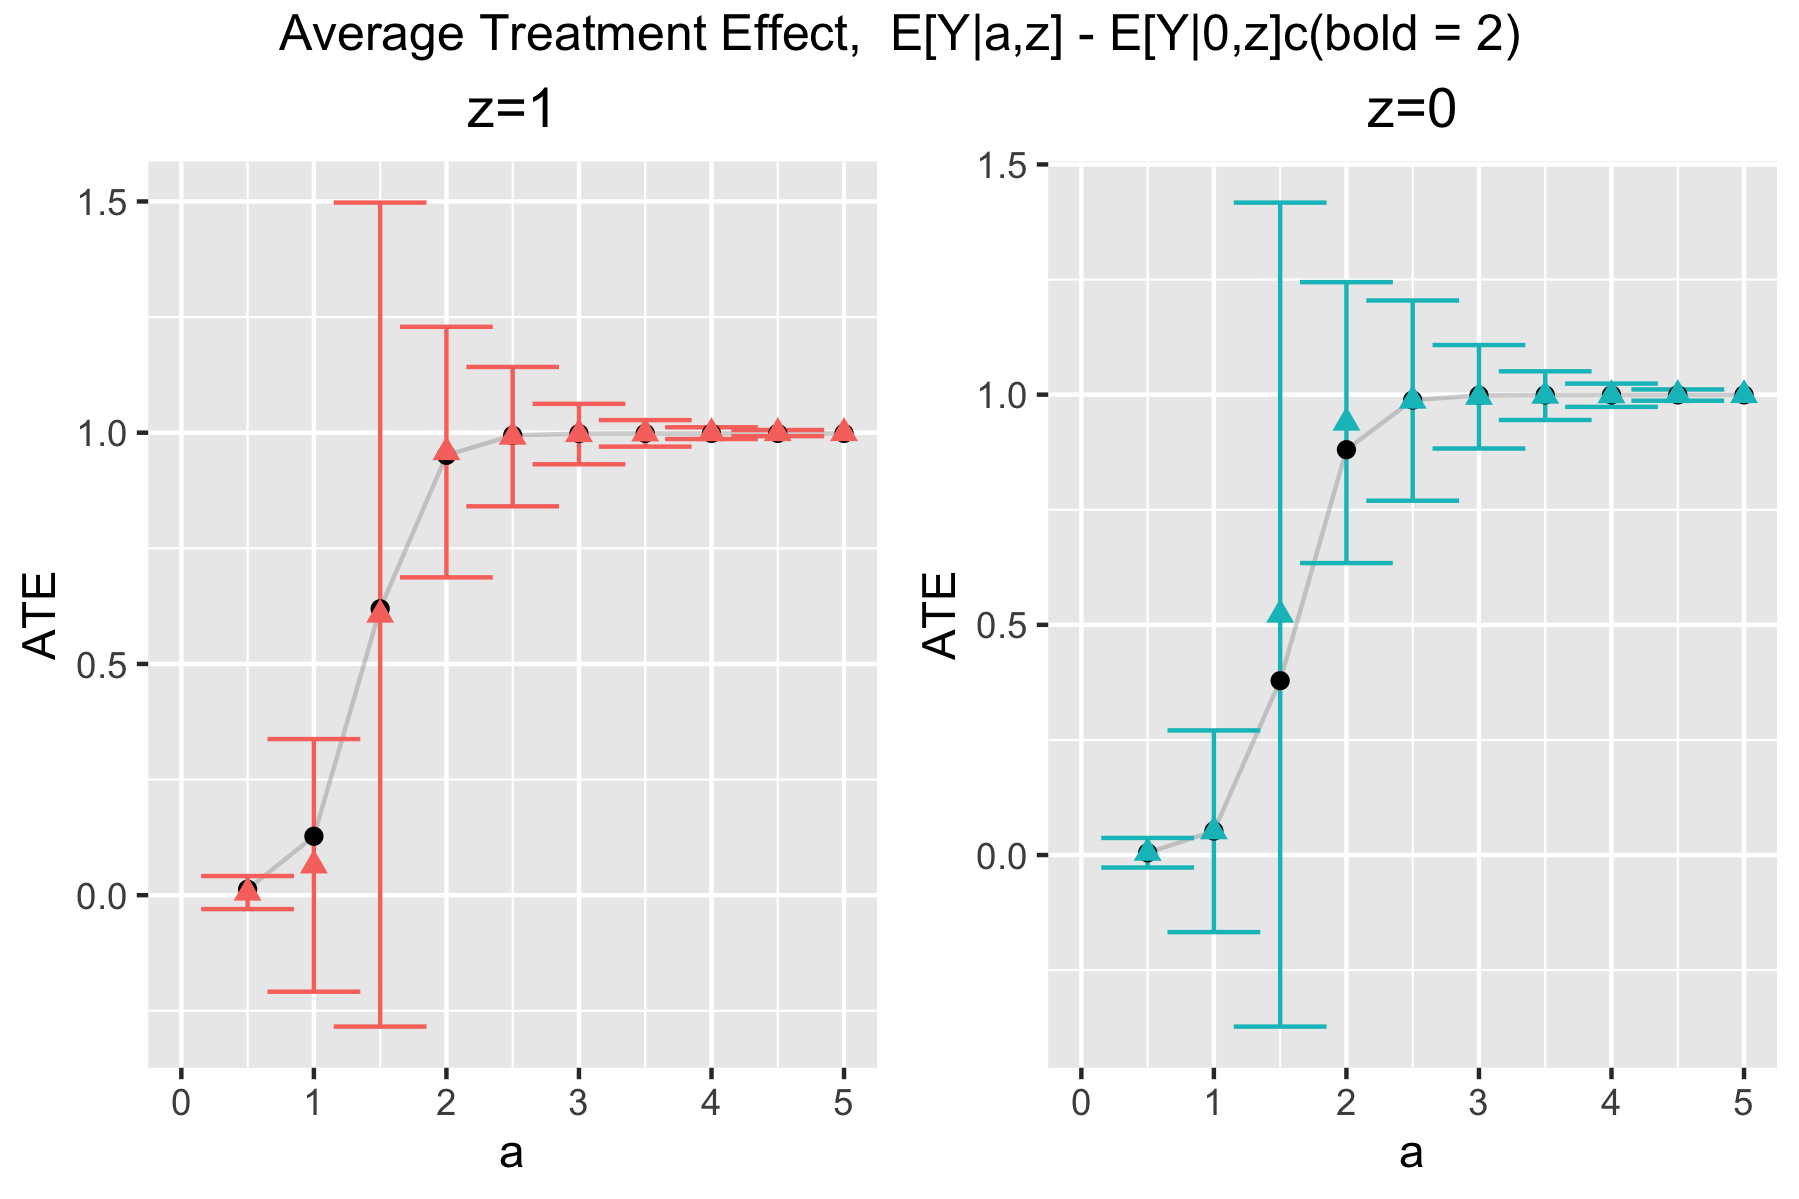 Average Treatment Effect,  E[Y|a,z] - E[Y|0,z]c(bold = 2)
z=1
z=0
1.5
1.0
0.5
0.0
ATE
0 1 2 3 4 5
a
1.5
1.0
0.5
0.0
ATE
0 1 2 3 4 5
a